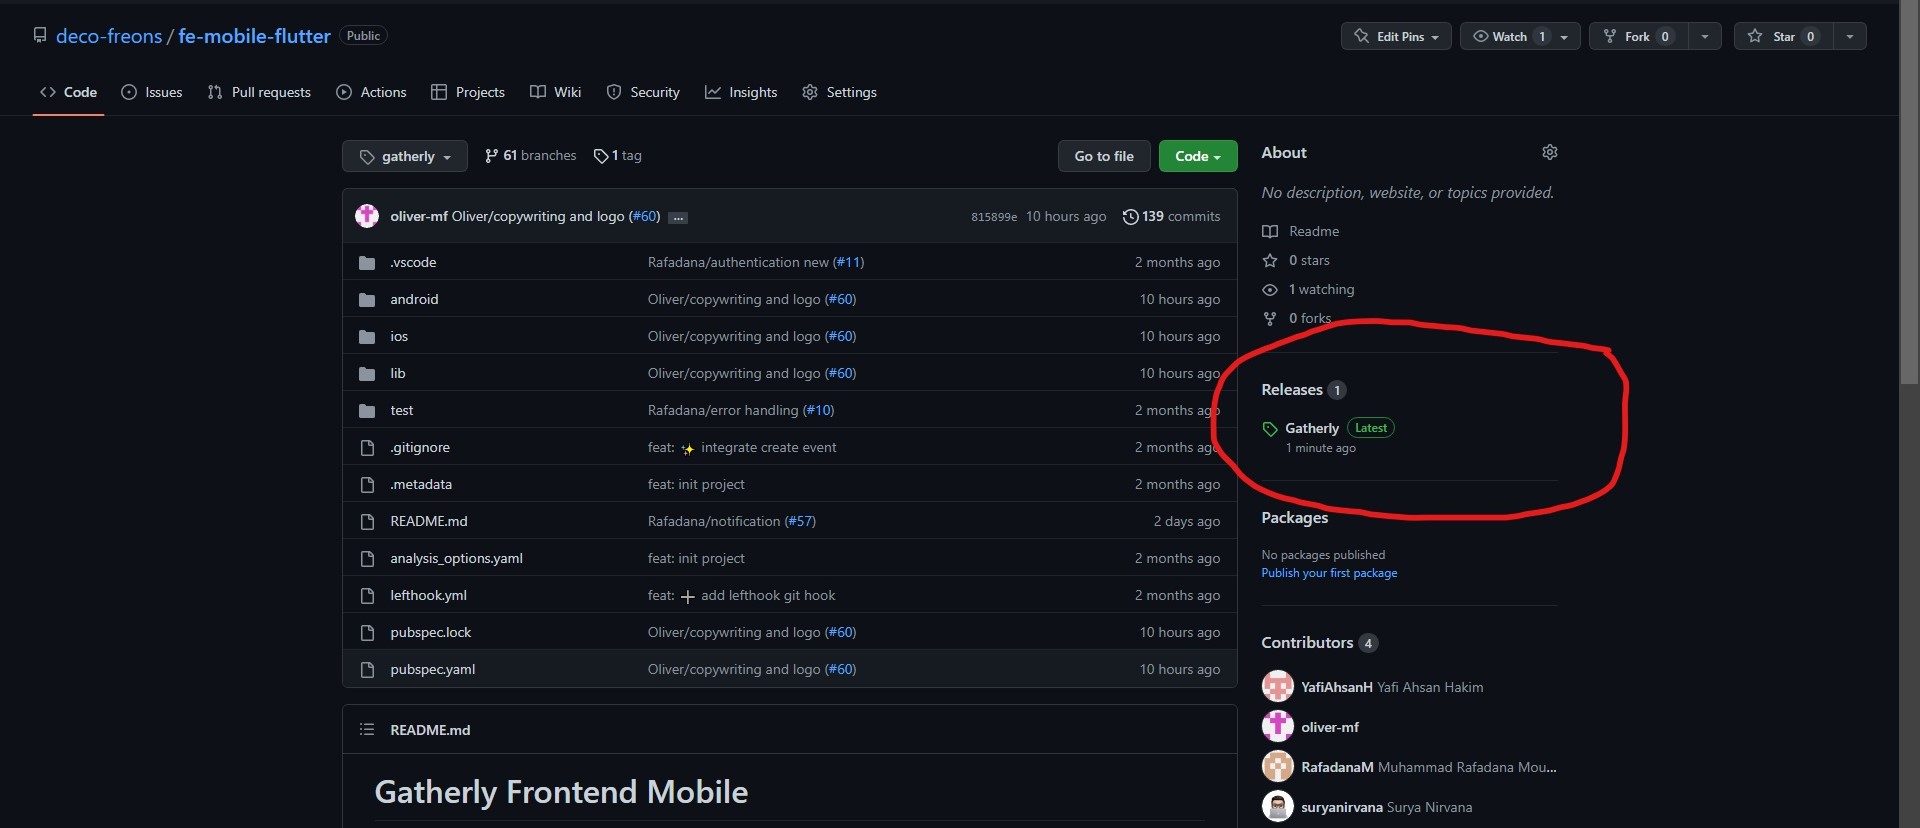 deco-freons / fe-mobile-flutter Public
Edit Pins Watch 1 Fork 0 Star 0
Code Issues Pull requests Actions Projects Wiki Security Insights Settings
gatherly 61 branches 1 tag Go to file Code
oliver-mf Oliver/copywriting and logo (#60) ... 815899e 10 hours ago 139 commits
.vscode Rafadana/authentication new (#11) 2 months ago
android Oliver/copywriting and logo (#60) 10 hours ago
ios Oliver/copywriting and logo (#60) 10 hours ago
lib Oliver/copywriting and logo (#60) 10 hours ago
test Rafadana/error handling (#10) 2 months ago
.gitignore feat: ✨ integrate create event 2 months ago
.metadata feat: init project 2 months ago
README.md Rafadana/notification (#57) 2 days ago
analysis_options.yaml feat: init project 2 months ago
lefthook.yml feat: ➕ add lefthook git hook 2 months ago
pubspec.lock Oliver/copywriting and logo (#60) 10 hours ago
pubspec.yaml Oliver/copywriting and logo (#60) 10 hours ago
README.md
Gatherly Frontend Mobile
About
No description, website, or topics provided.
Readme
0 stars
1 watching
0 forks
Releases 1
Gatherly Latest
1 minute ago
Packages
No packages published
Publish your first package
Contributors 4
YafiAhsanH Yafi Ahsan Hakim
oliver-mf
RafadanaM Muhammad Rafadana Mou...
suryanirvana Surya Nirvana